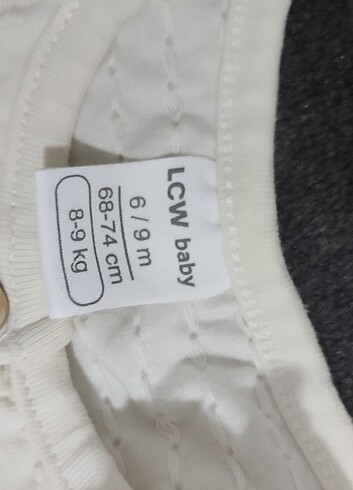 LCW baby
6 / 9 m
68-74 cm
8-9 kg